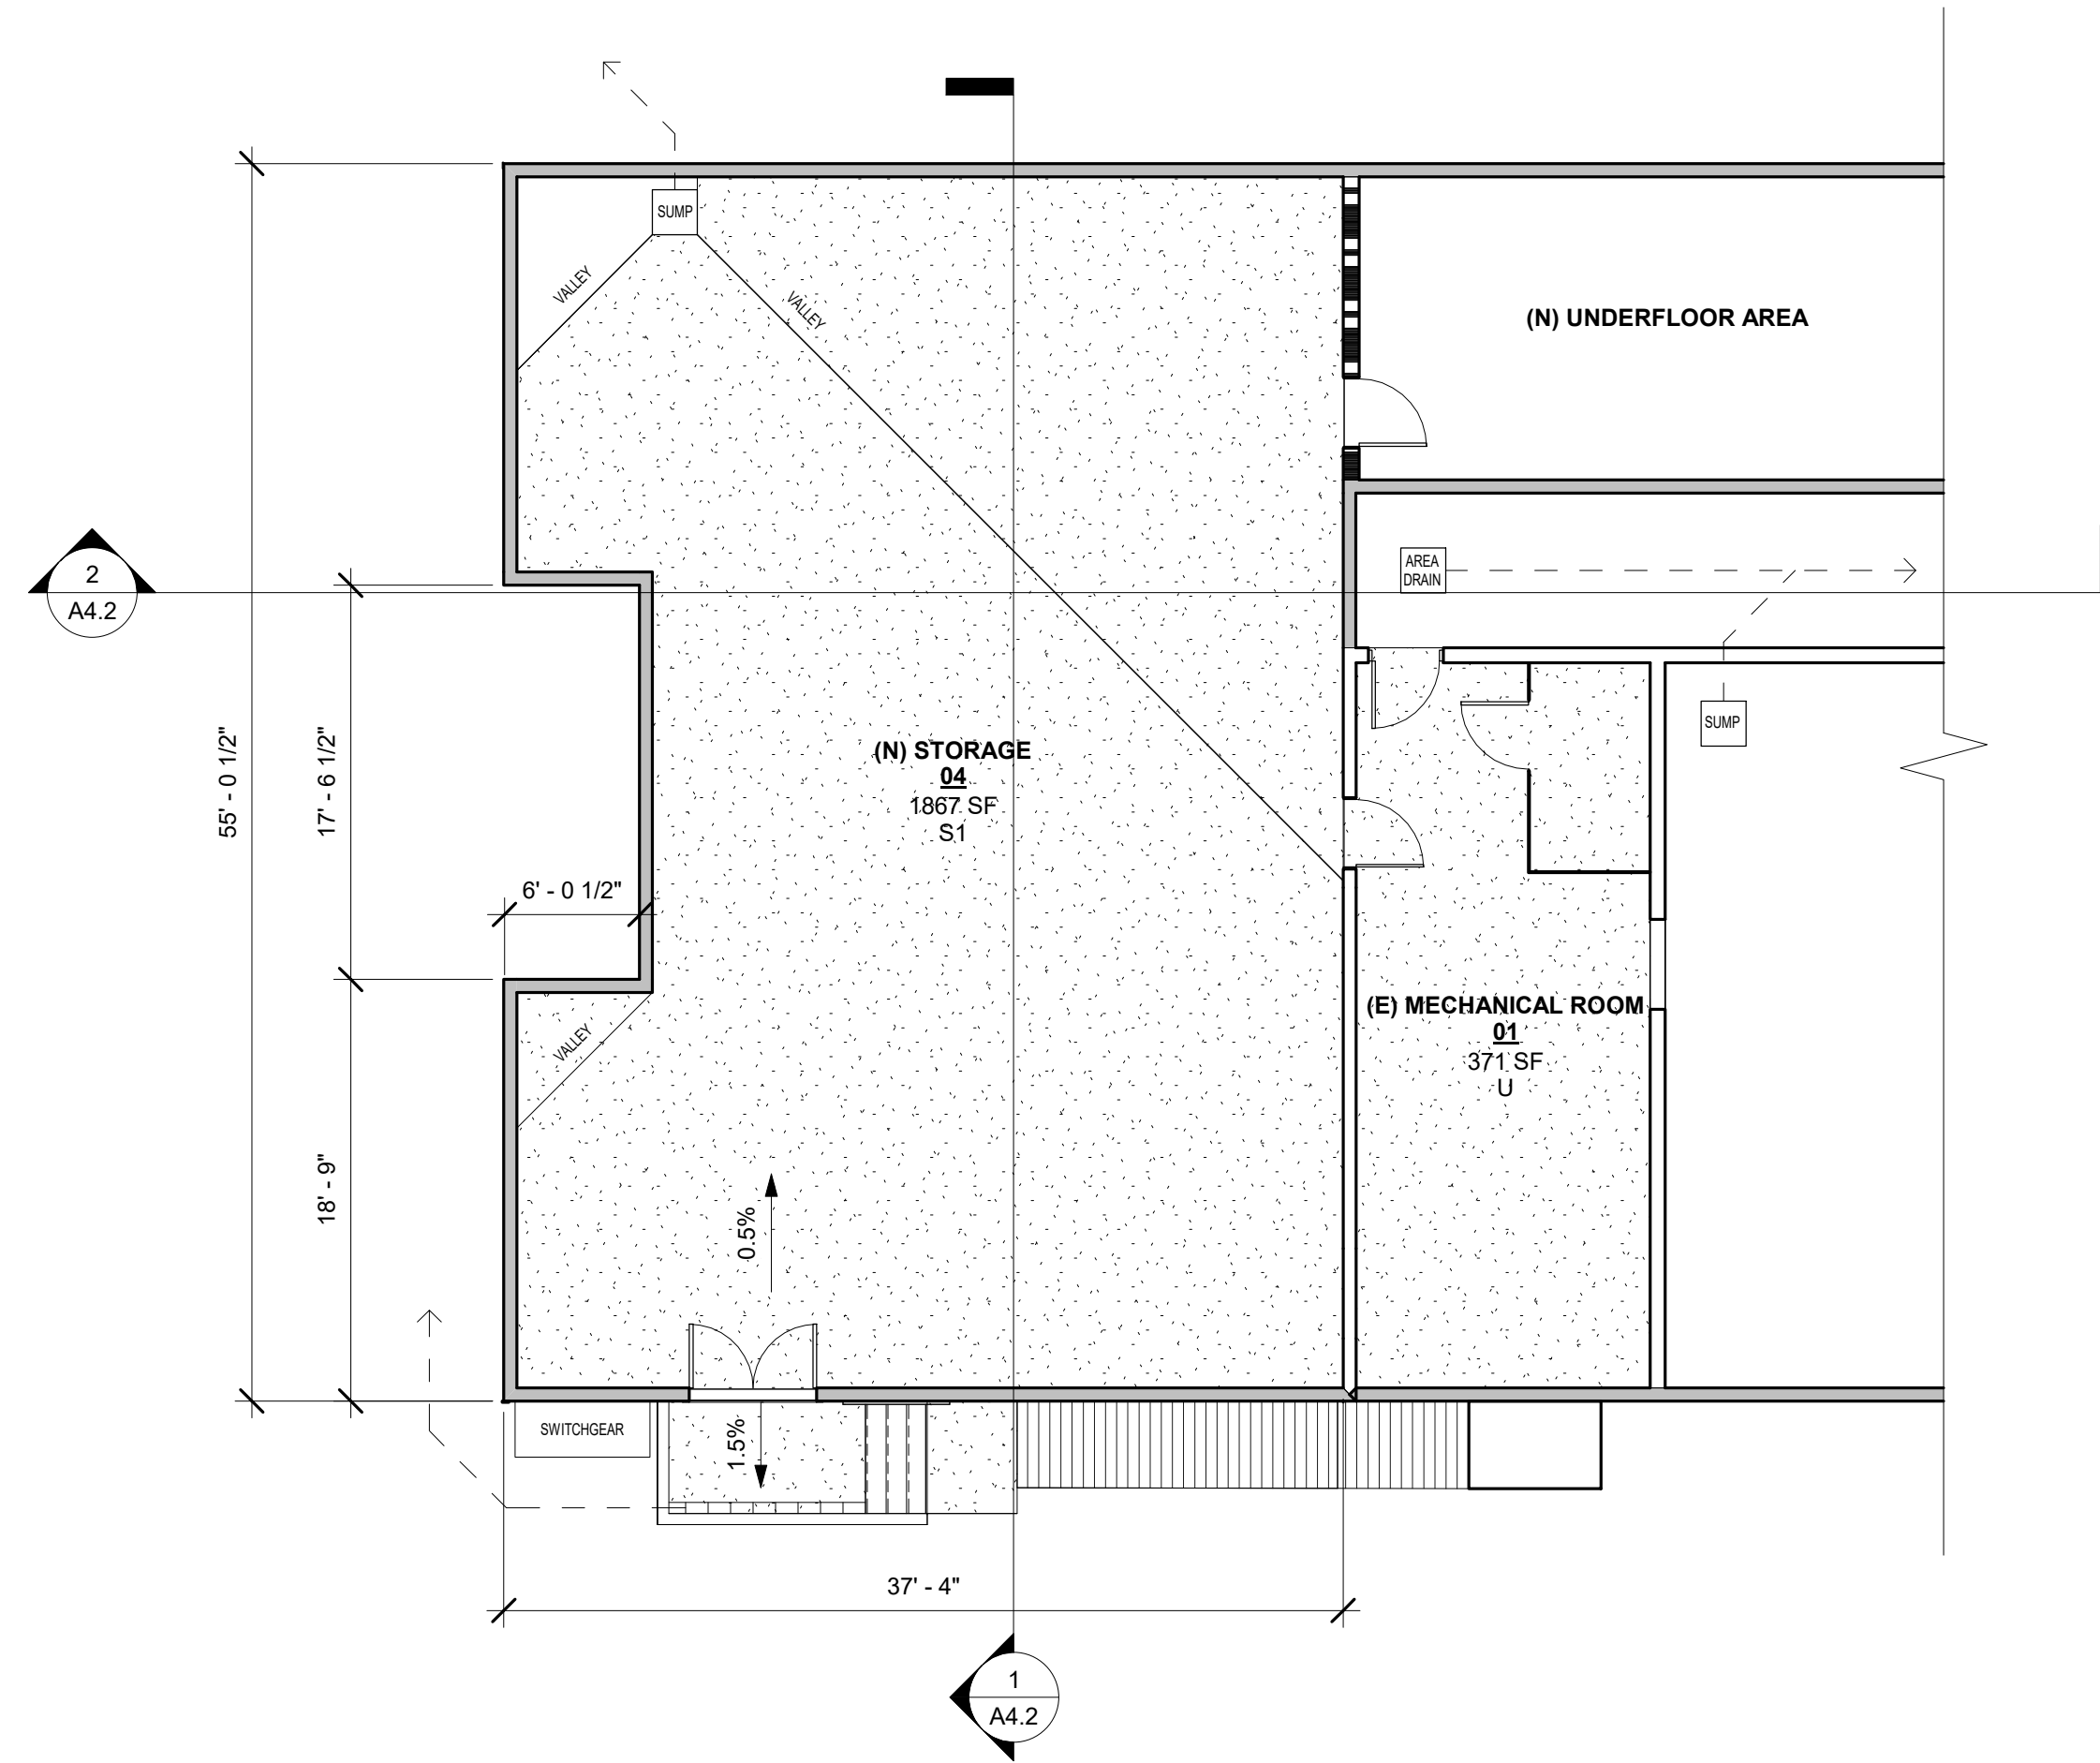 SUMP
VALLEY
VALLEY
(N) UNDERFLOOR AREA
2
A4.2
AREA
DRAIN
SUMP
55' - 0 1/2"
17' - 6 1/2"
(N) STORAGE
04
1867 SF
S1
6' - 0 1/2"
(E) MECHANICAL ROOM
01
371 SF
U
VALLEY
18' - 9"
0.5%
SWITCHGEAR
1.5%
37' - 4"
1
A4.2